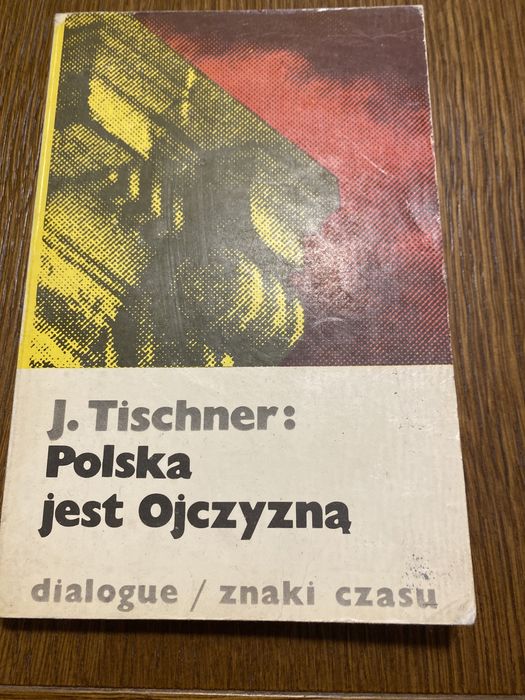 J. Tischner:
Polska
jest Ojczyzną
dialogue / znaki czasu